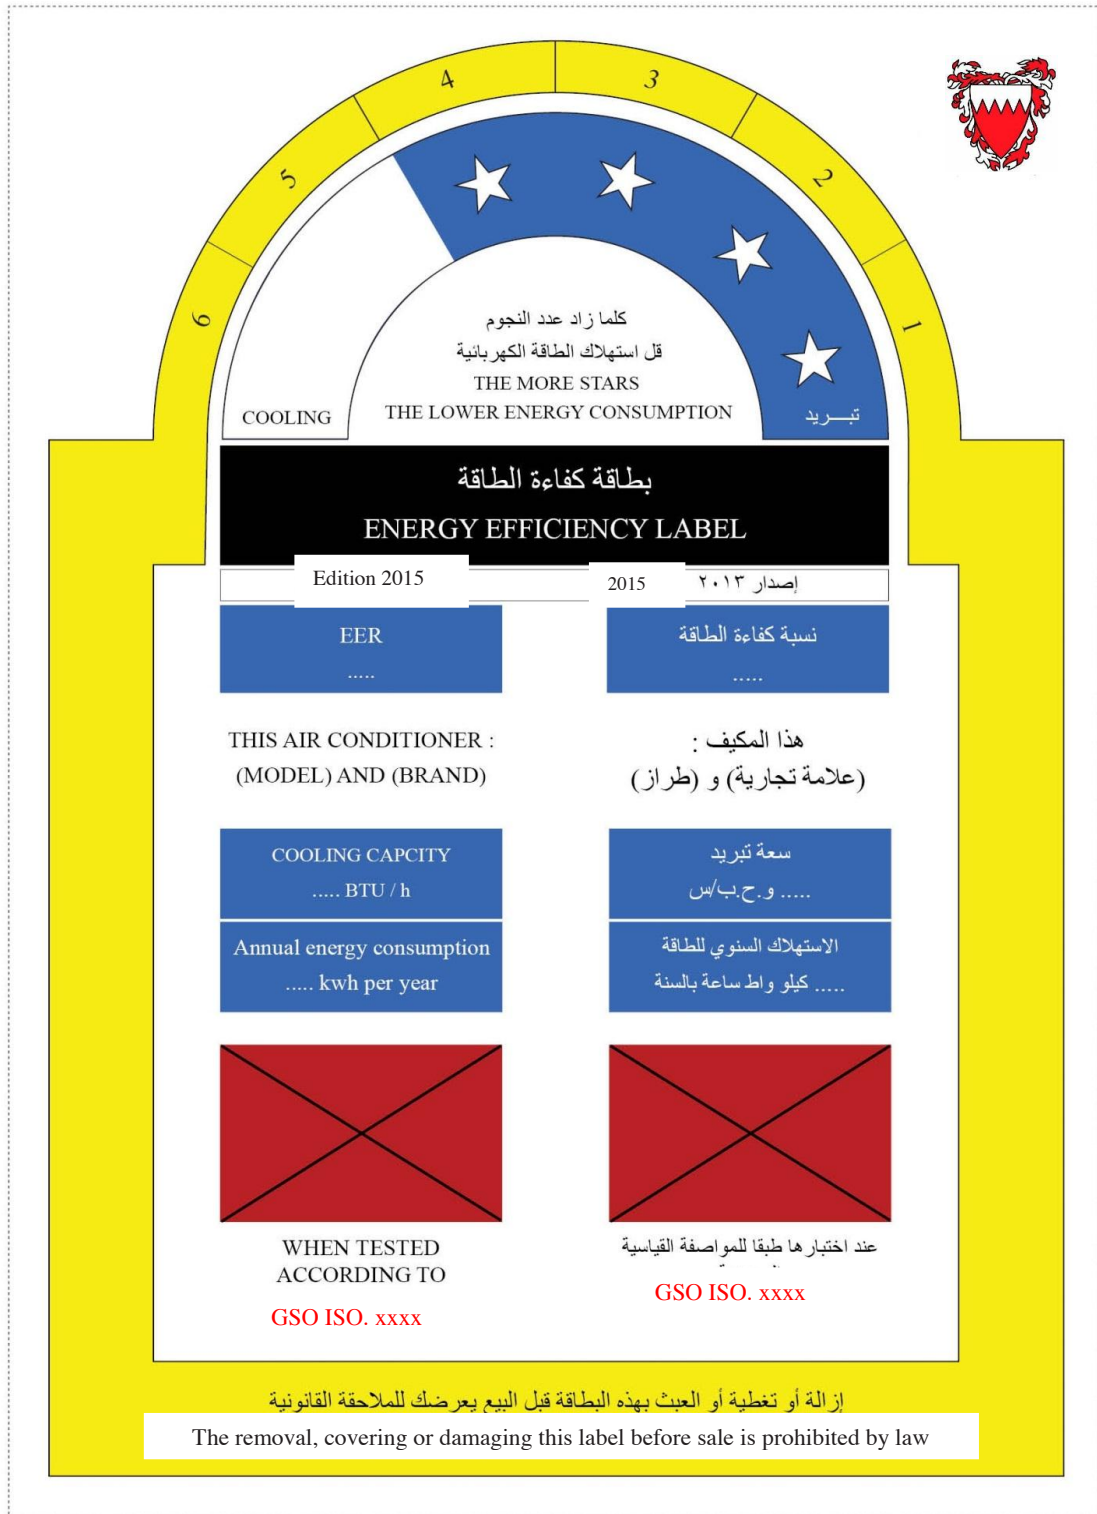 4
3
5
2
6
1
كلما زاد عدد النجوم
قل استهلاك الطاقة الكهربائية
THE MORE STARS
THE LOWER ENERGY CONSUMPTION
COOLING
تبـــريد
بطاقة كفاءة الطاقة
ENERGY EFFICIENCY LABEL
Edition 2015
إصدار ٢٠١٣ 2015
EER
.....
نسبة كفاءة الطاقة
.....
THIS AIR CONDITIONER :
(MODEL) AND (BRAND)
هذا المكيف :
(علامة تجارية) و (طراز)
COOLING CAPCITY
..... BTU / h
سعة تبريد
..... و.ح.ب/س
Annual energy consumption
..... kwh per year
الاستهلاك السنوي للطاقة
..... كيلو واط ساعة بالسنة
WHEN TESTED
ACCORDING TO
GSO ISO. xxxx
عند اختبارها طبقا للمواصفة القياسية
GSO ISO. xxxx
إزالة أو تغطية أو العبث بهذه البطاقة قبل البيع يعرضك للملاحقة القانونية
The removal, covering or damaging this label before sale is prohibited by law